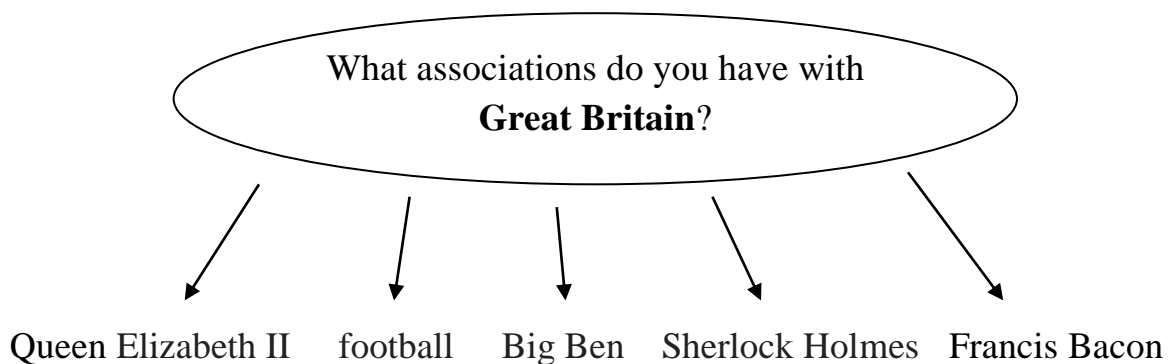 What associations do you have with
Great Britain?
Queen Elizabeth II football Big Ben Sherlock Holmes Francis Bacon